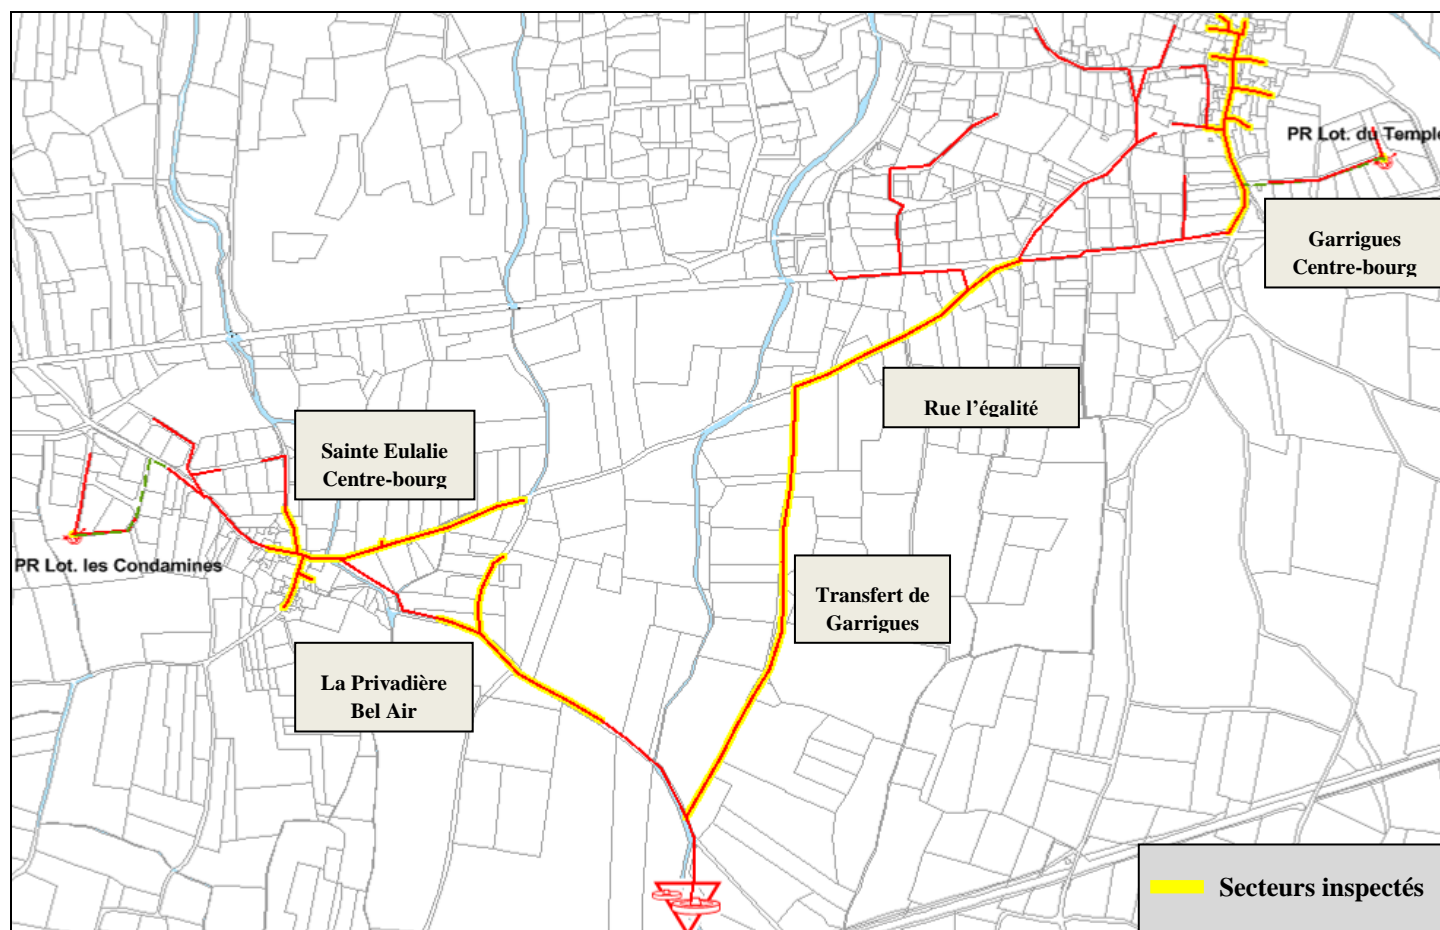 PR Lot. du Temple
Garrigues
Centre-bourg
Rue l'égalité
Sainte Eulalie
Centre-bourg
PR Lot. les Condamines
Transfert de
Garrigues
La Privadière
Bel Air
Secteurs inspectés